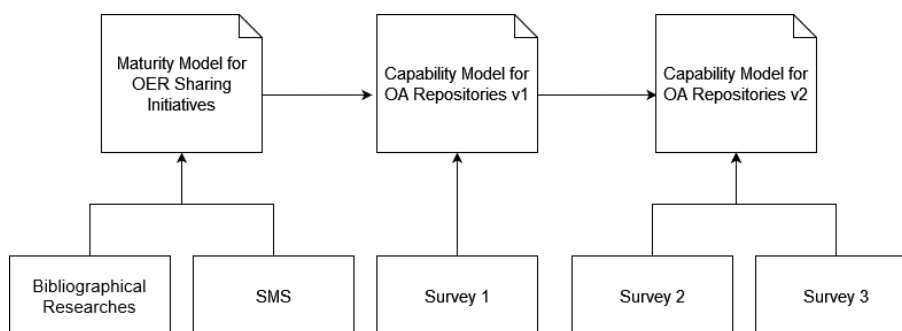 Maturity Model for
OER Sharing
Initiatives
Capability Model for
OA Repositories v1
Capability Model for
OA Repositories v2
Bibliographical
Researches
SMS
Survey 1
Survey 2
Survey 3